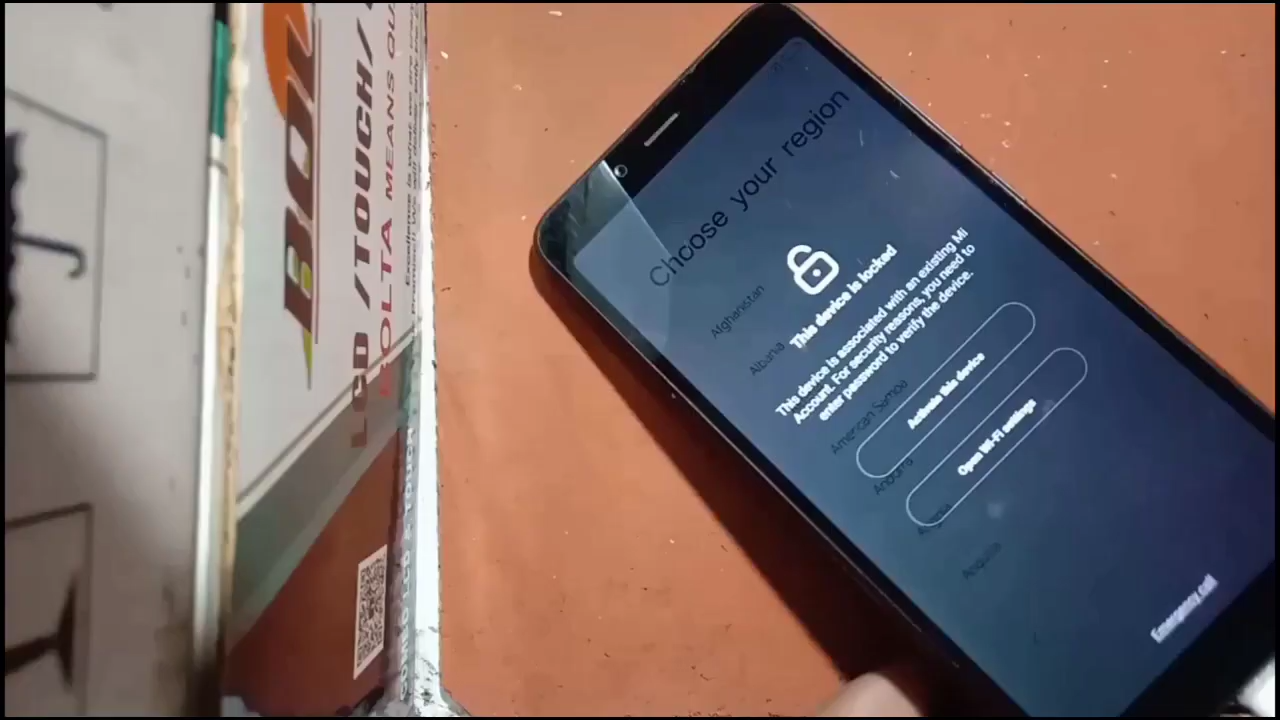 LCD /TOUCH/
BOLTA MEANS QU
Choose your region
This device is locked
This device is associated with an existing Mi
Account. For security reasons, you need to
enter password to verify the device.
Afghanistan
Albania
American Samoa
Andorra
Angola
Anguilla
Activate this device
Open Wi-Fi settings
Emergency call